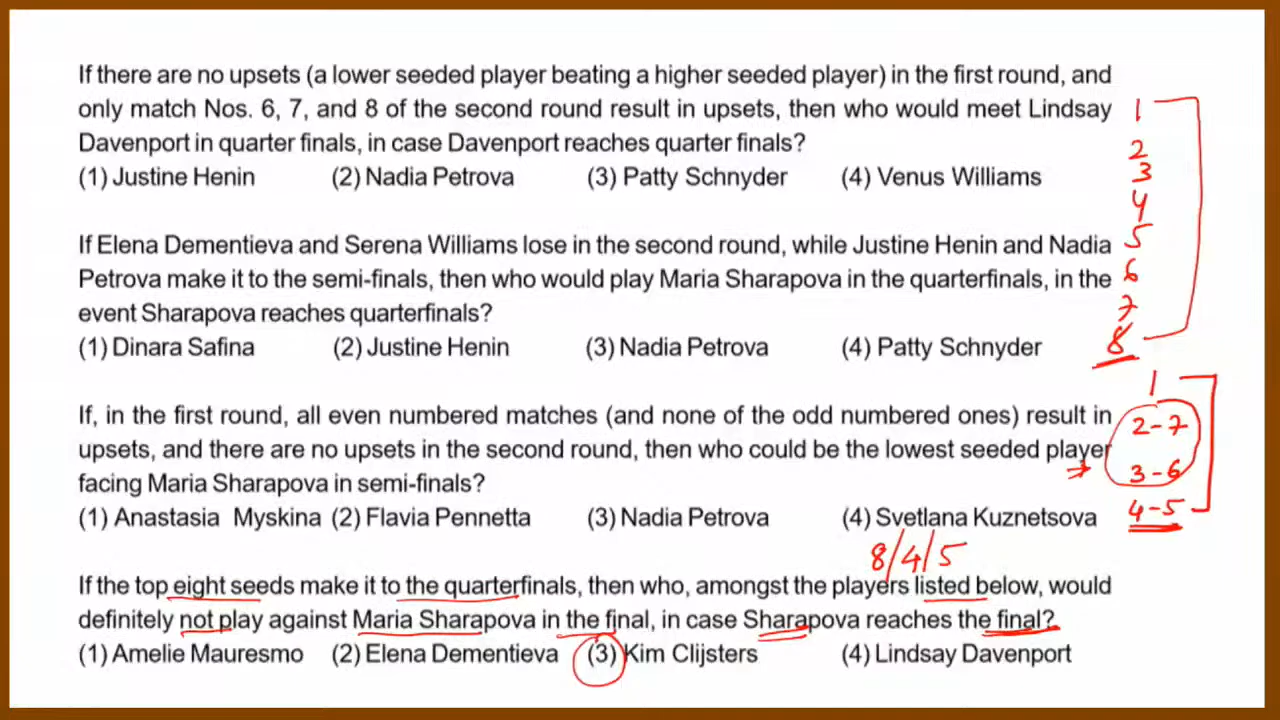 If there are no upsets (a lower seeded player beating a higher seeded player) in the first round, and
only match Nos. 6, 7, and 8 of the second round result in upsets, then who would meet Lindsay
Davenport in quarter finals, in case Davenport reaches quarter finals?
(1) Justine Henin (2) Nadia Petrova (3) Patty Schnyder (4) Venus Williams
If Elena Dementieva and Serena Williams lose in the second round, while Justine Henin and Nadia
Petrova make it to the semi-finals, then who would play Maria Sharapova in the quarterfinals, in the
event Sharapova reaches quarterfinals?
(1) Dinara Safina (2) Justine Henin (3) Nadia Petrova (4) Patty Schnyder
If, in the first round, all even numbered matches (and none of the odd numbered ones) result in
upsets, and there are no upsets in the second round, then who could be the lowest seeded player
facing Maria Sharapova in semi-finals?
(1) Anastasia Myskina (2) Flavia Pennetta (3) Nadia Petrova (4) Svetlana Kuznetsova
8/4/5
If the top eight seeds make it to the quarterfinals, then who, amongst the players listed below, would
definitely not play against Maria Sharapova in the final, in case Sharapova reaches the final?
(1) Amelie Mauresmo (2) Elena Dementieva (3) Kim Clijsters (4) Lindsay Davenport
1
2
3
4
5
6
7
8
1
2-7
3-6
4-5